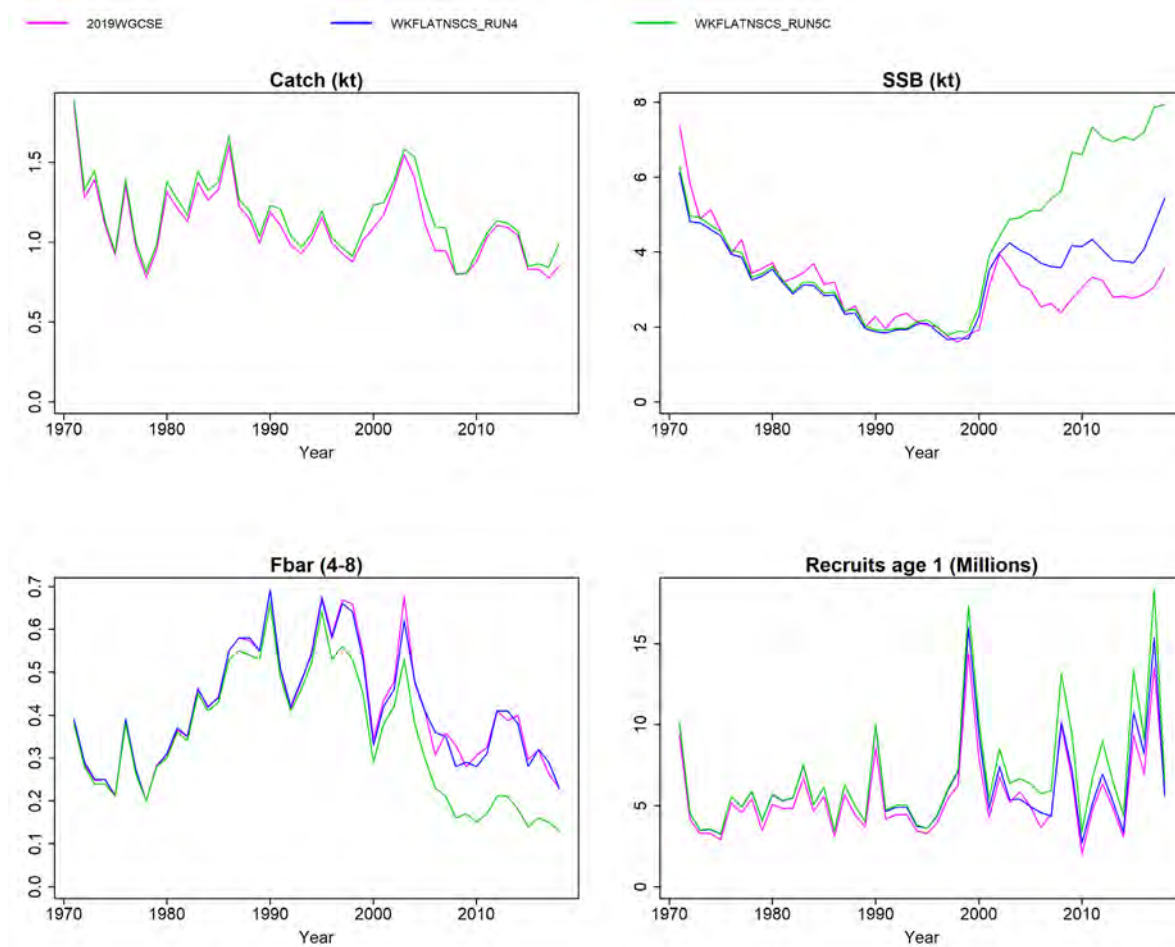 2019WGCSE WKFLATNSCS_RUN4 WKFLATNSCS_RUN5C
Catch (kt)
0.0 0.5 1.0 1.5
1970 1980 1990 2000 2010
Year
SSB (kt)
0 2 4 6 8
1970 1980 1990 2000 2010
Year
Fbar (4-8)
0.0 0.1 0.2 0.3 0.4 0.5 0.6 0.7
1970 1980 1990 2000 2010
Year
Recruits age 1 (Millions)
0 5 10 15
1970 1980 1990 2000 2010
Year